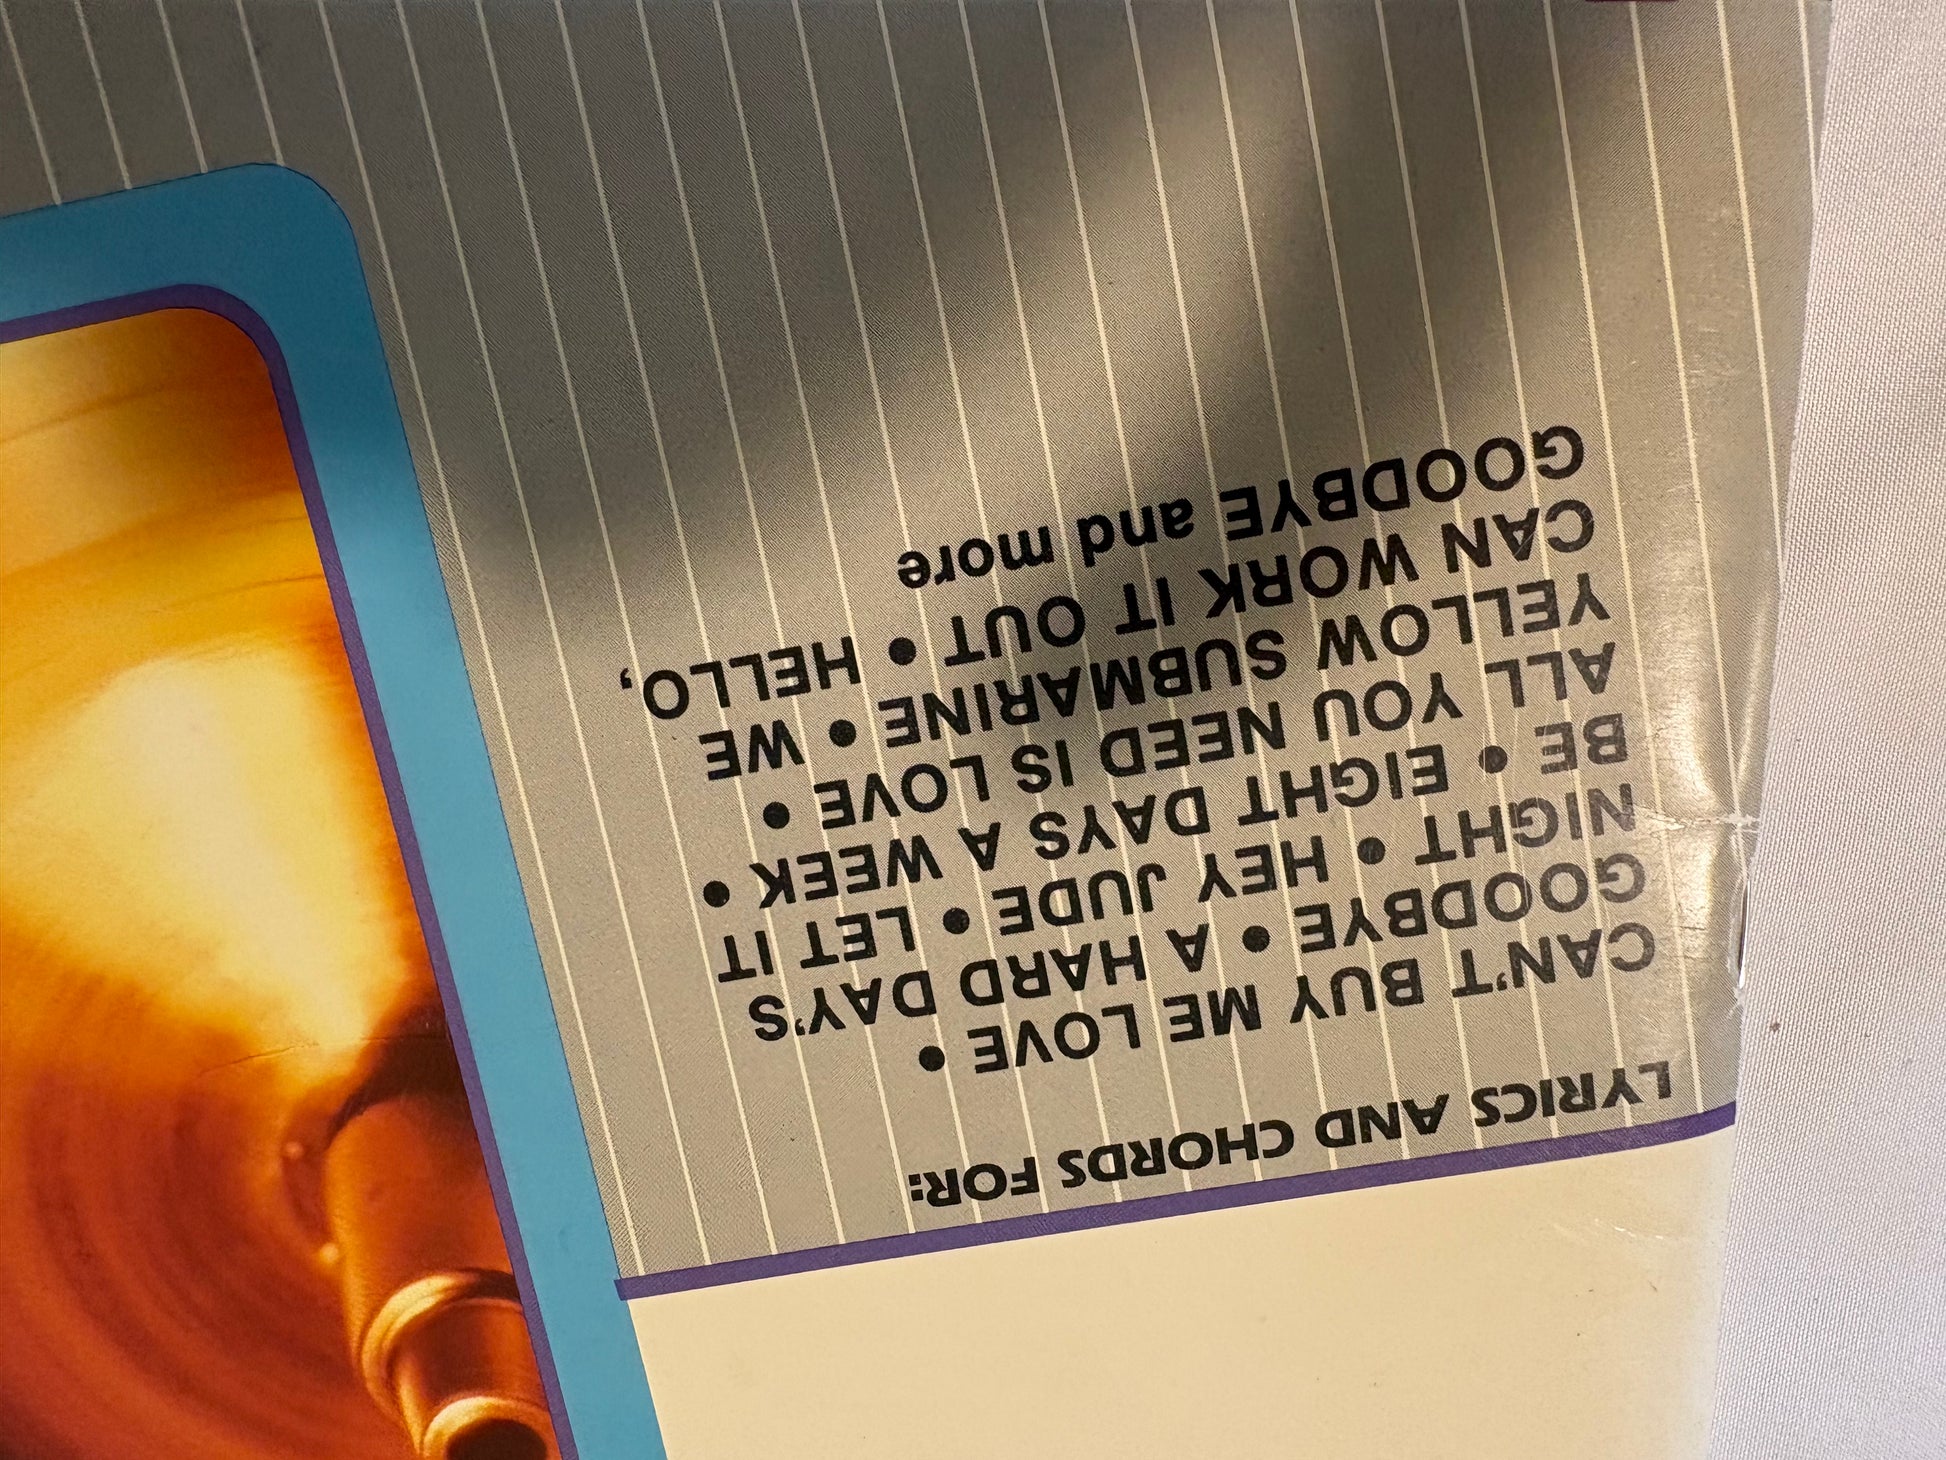 LYRICS AND CHORDS FOR:
CAN'T BUY ME LOVE •
GOODBYE • A HARD DAY'S
NIGHT • HEY JUDE • LET IT
BE • EIGHT DAYS A WEEK •
ALL YOU NEED IS LOVE •
YELLOW SUBMARINE • WE
CAN WORK IT OUT • HELLO,
GOODBYE and more